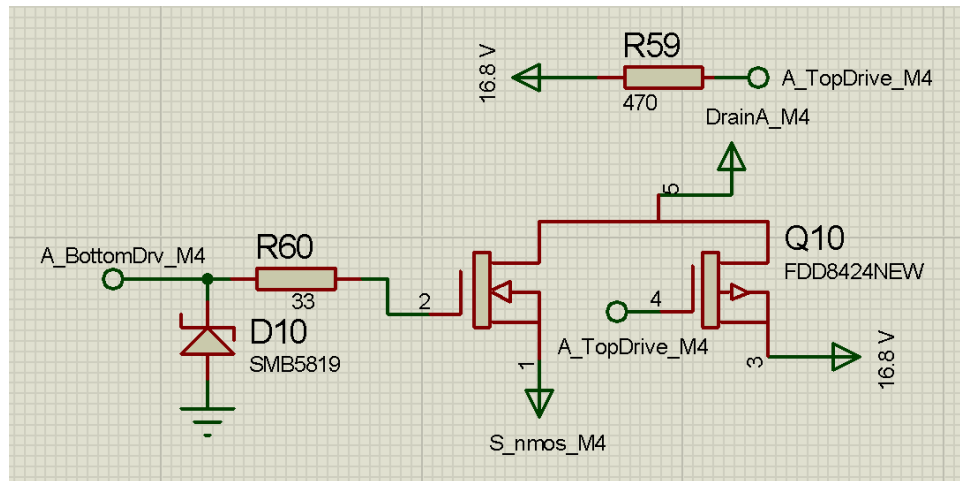 16.8 V
R59
470
A_TopDrive_M4
DrainA_M4
5
A_BottomDrv_M4
R60
33
2
D10
SMB5819
4
A_TopDrive_M4
Q10
FDD8424NEW
1
3
16.8 V
S_nmos_M4